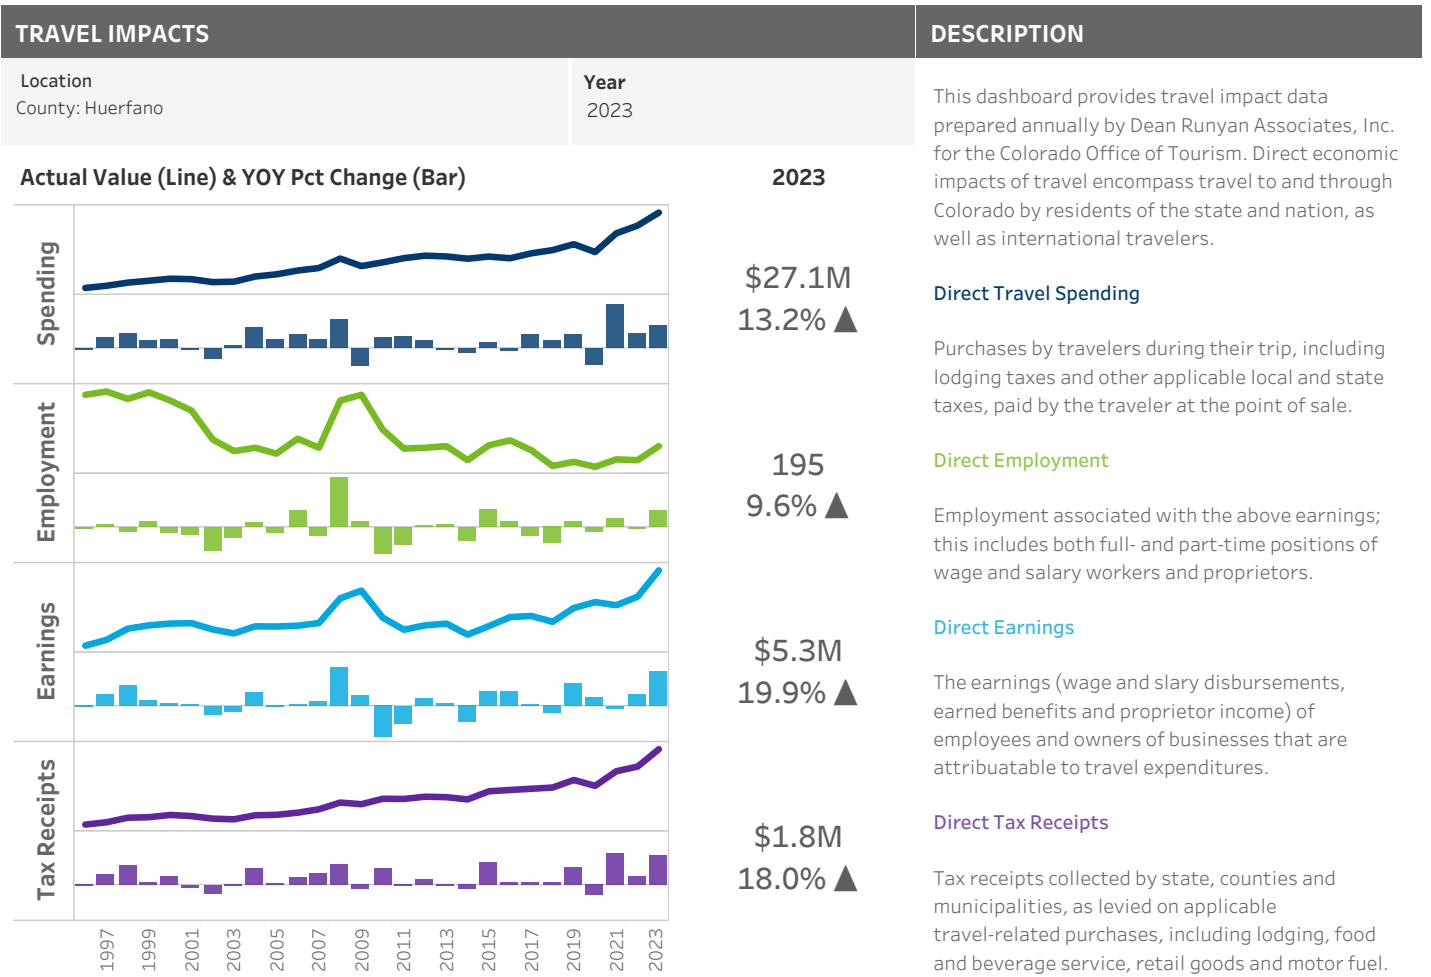 TRAVEL IMPACTS
DESCRIPTION
Location
County: Huerfano
Year
2023
Actual Value (Line) & YOY Pct Change (Bar)
2023
Spending
$27.1M
13.2% ▲
Employment
195
9.6% ▲
Earnings
$5.3M
19.9% ▲
Tax Receipts
$1.8M
18.0% ▲
1997
1999
2001
2003
2005
2007
2009
2011
2013
2015
2017
2019
2021
2023
This dashboard provides travel impact data
prepared annually by Dean Runyan Associates, Inc.
for the Colorado Office of Tourism. Direct economic
impacts of travel encompass travel to and through
Colorado by residents of the state and nation, as
well as international travelers.
Direct Travel Spending
Purchases by travelers during their trip, including
lodging taxes and other applicable local and state
taxes, paid by the traveler at the point of sale.
Direct Employment
Employment associated with the above earnings;
this includes both full- and part-time positions of
wage and salary workers and proprietors.
Direct Earnings
The earnings (wage and slary disbursements,
earned benefits and proprietor income) of
employees and owners of businesses that are
attribuatable to travel expenditures.
Direct Tax Receipts
Tax receipts collected by state, counties and
municipalities, as levied on applicable
travel-related purchases, including lodging, food
and beverage service, retail goods and motor fuel.